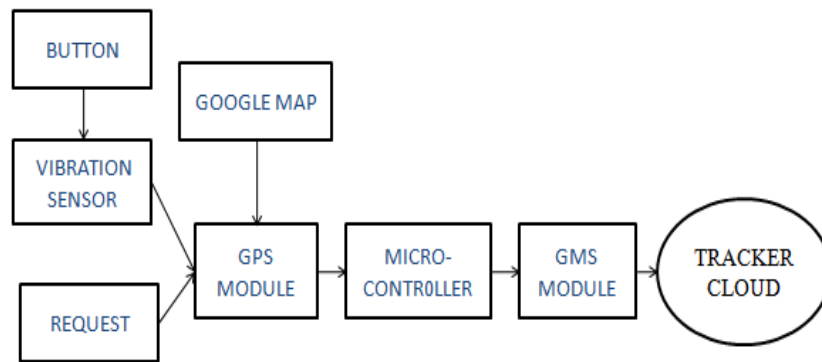 BUTTON
GOOGLE MAP
VIBRATION
SENSOR
GPS
MODULE
MICRO-
CONTR0LLER
GMS
MODULE
TRACKER
CLOUD
REQUEST